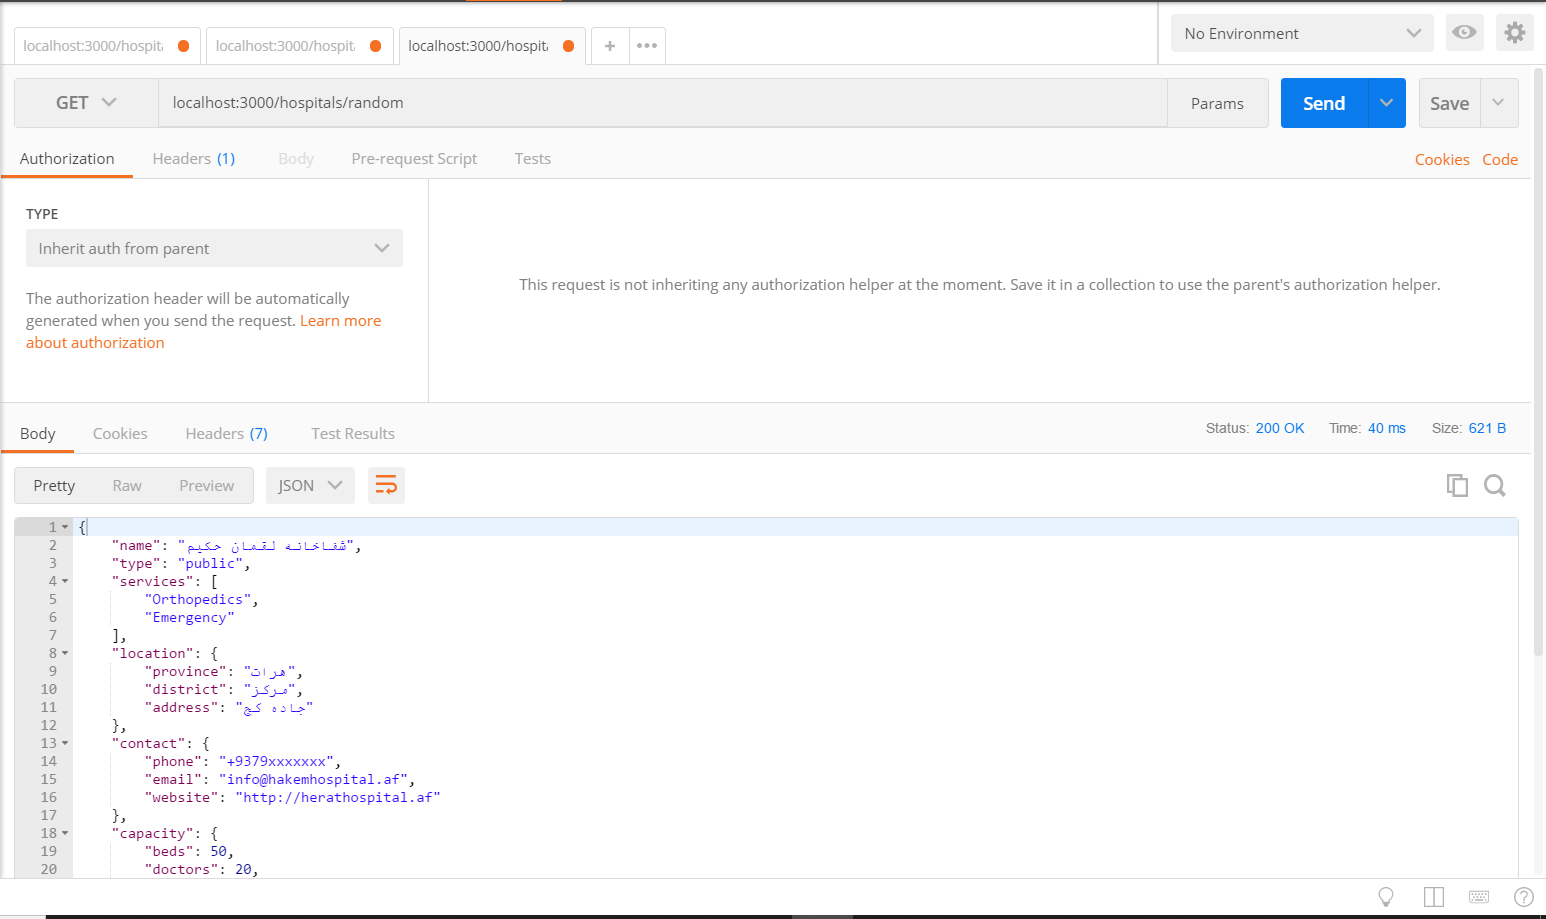 localhost:3000/hospit
localhost:3000/hospit
localhost:3000/hospit
No Environment
GET
localhost:3000/hospitals/random
Params
Send
Save
Authorization
Headers (1)
Body
Pre-request Script
Tests
Cookies
Code
TYPE
Inherit auth from parent
The authorization header will be automatically
generated when you send the request. Learn more
about authorization
This request is not inheriting any authorization helper at the moment. Save it in a collection to use the parent's authorization helper.
Body
Cookies
Headers (7)
Test Results
Status: 200 OK
Time: 40 ms
Size: 621 B
Pretty
Raw
Preview
JSON
1 {
2 "name": "شفاخانه لقمان حکیم",
3 "type": "public",
4 "services": [
5 "Orthopedics",
6 "Emergency"
7 ],
8 "location": {
9 "province": "هرات",
10 "district": "مرکز",
11 "address": "جاده کج"
12 },
13 "contact": {
14 "phone": "+9379xxxxxxx",
15 "email": "info@hakemhospital.af",
16 "website": "http://herathospital.af"
17 },
18 "capacity": {
19 "beds": 50,
20 "doctors": 20,